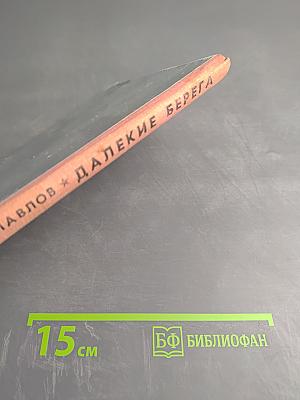 АВЛОВ ★ ДАЛЕКИЕ БЕРЕГА
15 см
БФ БИБЛИОФАН